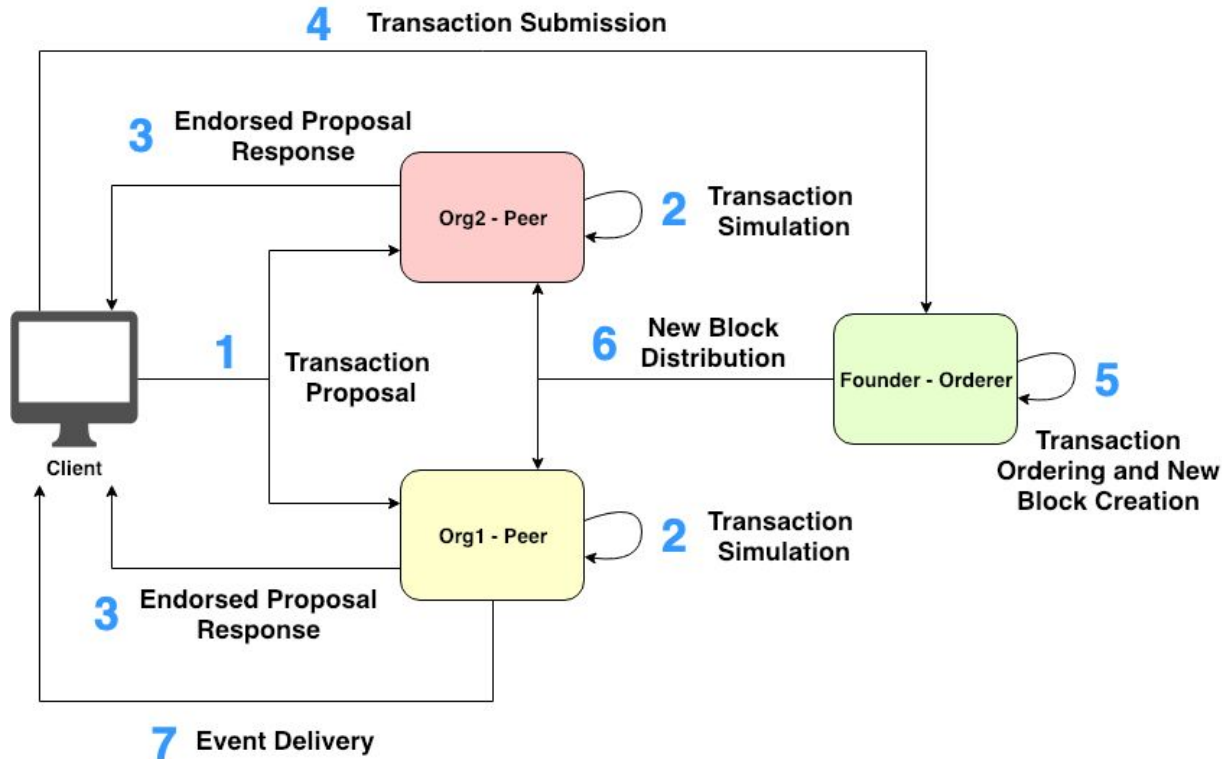 4 Transaction Submission
3 Endorsed Proposal
Response
Org2 - Peer
2 Transaction
Simulation
1 Transaction
Proposal
6 New Block
Distribution
Founder - Orderer
5
Transaction
Ordering and New
Block Creation
Client
Org1 - Peer
2 Transaction
Simulation
3 Endorsed Proposal
Response
7 Event Delivery